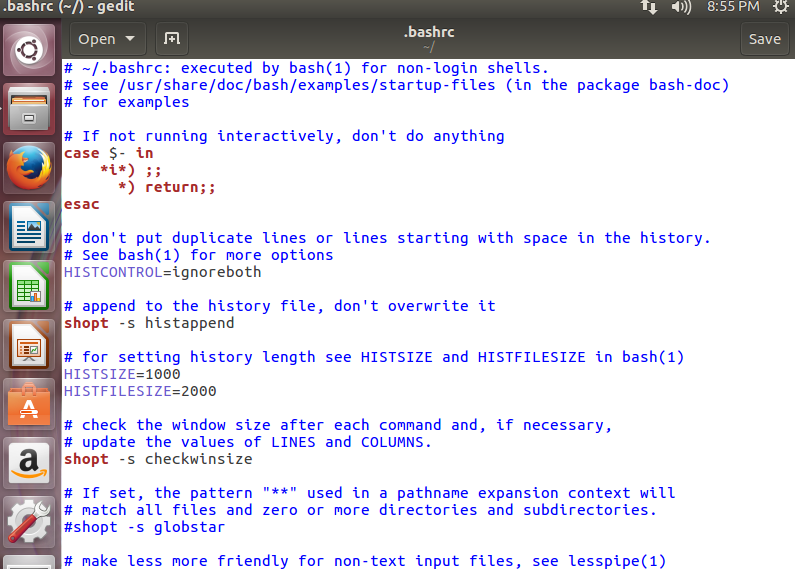 .bashrc (~/) - gedit
8:55 PM
Open
.bashrc
~/
Save
# ~/.bashrc: executed by bash(1) for non-login shells.
# see /usr/share/doc/bash/examples/startup-files (in the package bash-doc)
# for examples
# If not running interactively, don't do anything
case $- in
    *i*) ;;
      *) return;;
esac
# don't put duplicate lines or lines starting with space in the history.
# See bash(1) for more options
HISTCONTROL=ignoreboth
# append to the history file, don't overwrite it
shopt -s histappend
# for setting history length see HISTSIZE and HISTFILESIZE in bash(1)
HISTSIZE=1000
HISTFILESIZE=2000
# check the window size after each command and, if necessary,
# update the values of LINES and COLUMNS.
shopt -s checkwinsize
# If set, the pattern "**" used in a pathname expansion context will
# match all files and zero or more directories and subdirectories.
#shopt -s globstar
# make less more friendly for non-text input files, see lesspipe(1)